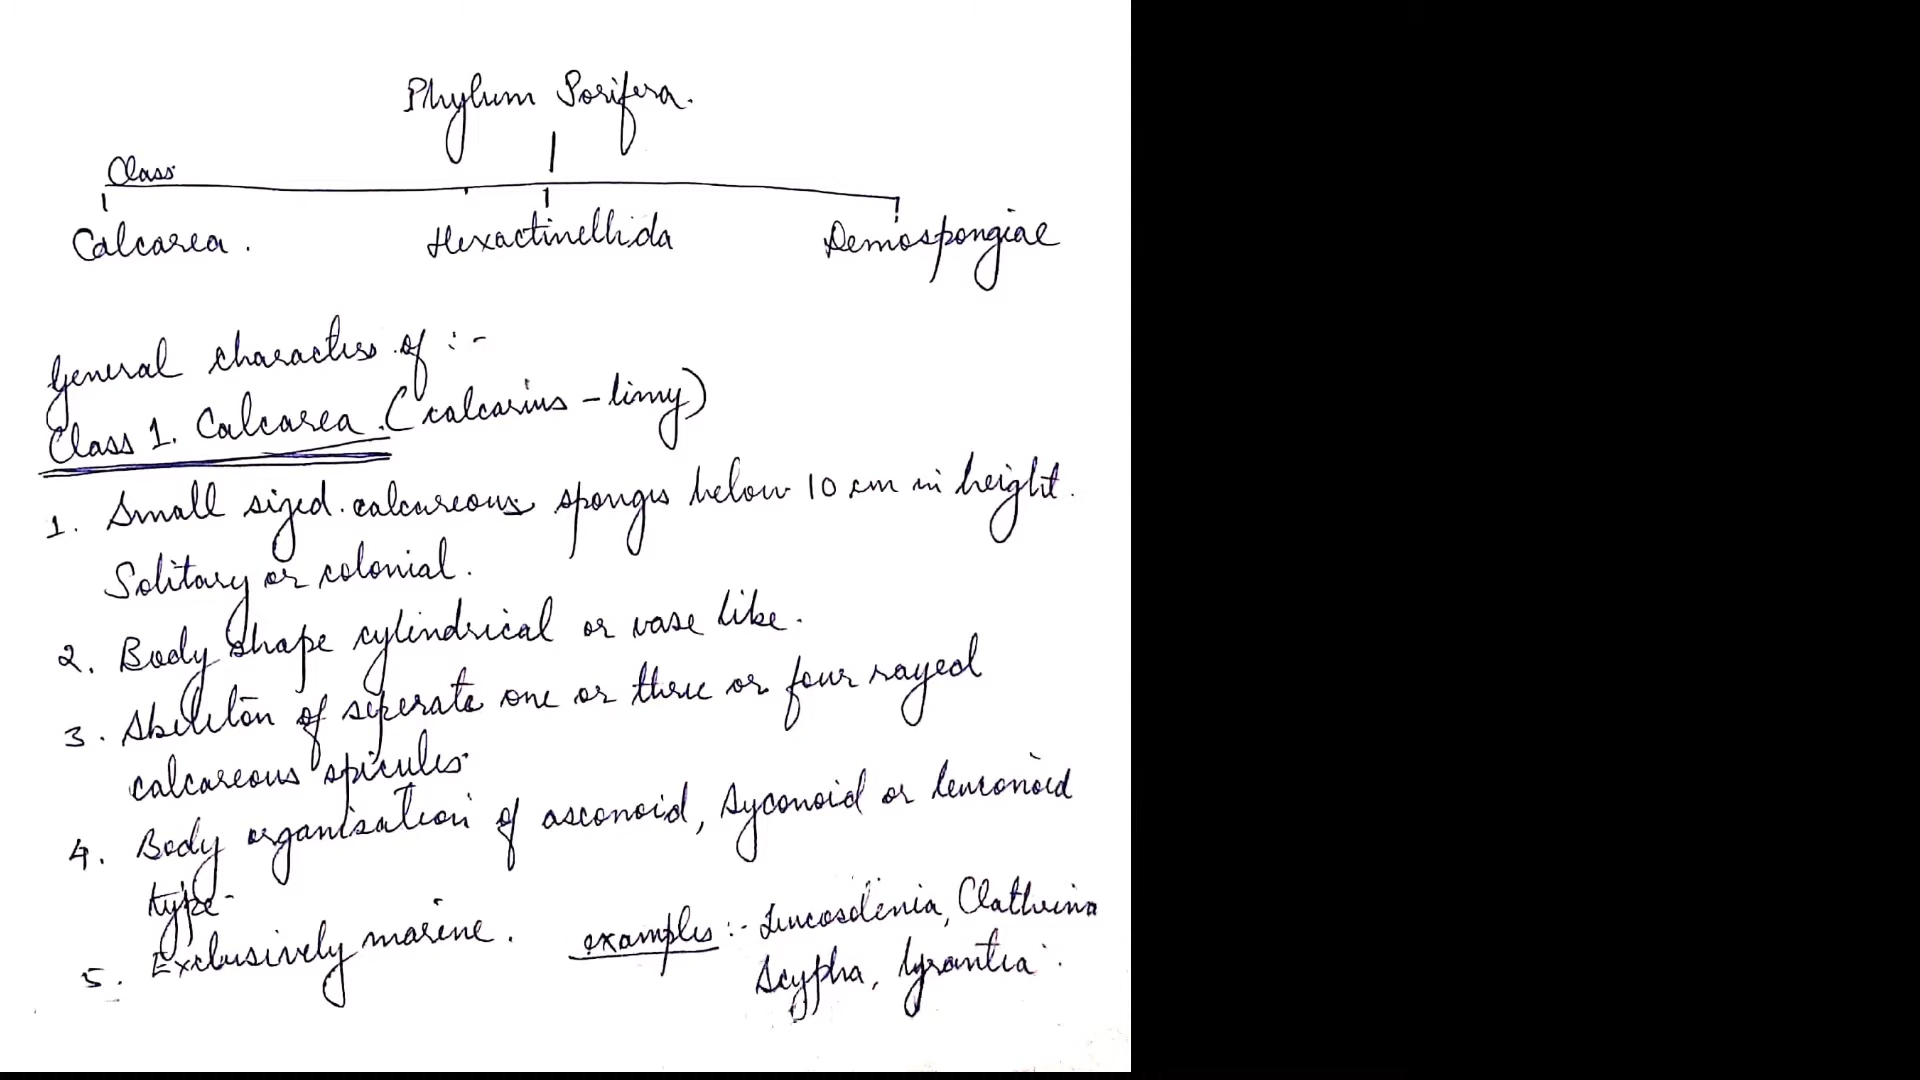 Phylum Porifera.
Class
Calcarea. Hexactinellida Demospongiae
General characters of :-
Class 1. Calcarea. (calcarius - limy)
1. Small sized calcareous sponges below 10 cm in height.
Solitary or colonial.
2. Body shape cylindrical or vase like.
3. Skeleton of seperate one or three or four rayed
calcareous spicules
4. Body organisation of asconoid, syconoid or leuconoid
type-
5. Exclusively marine. examples :- Leucosolenia, Clathrina
Scypha, Grantia.